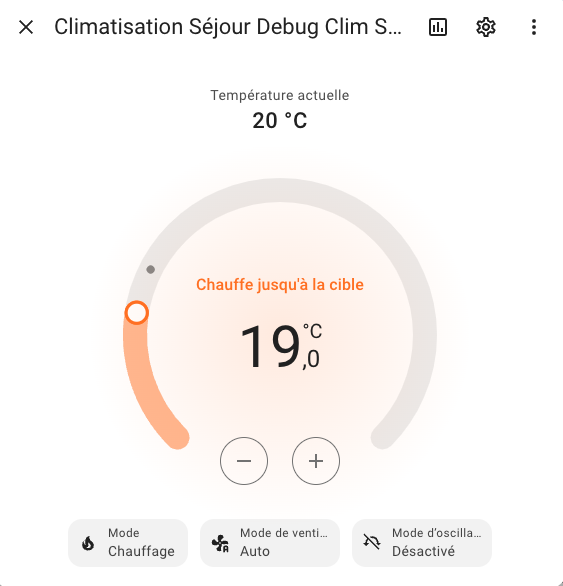 Climatisation Séjour Debug Clim S...
Température actuelle
20 °C
Chauffe jusqu'à la cible
19,0 °C
Mode
Chauffage
Mode de venti...
Auto
Mode d'oscilla...
Désactivé